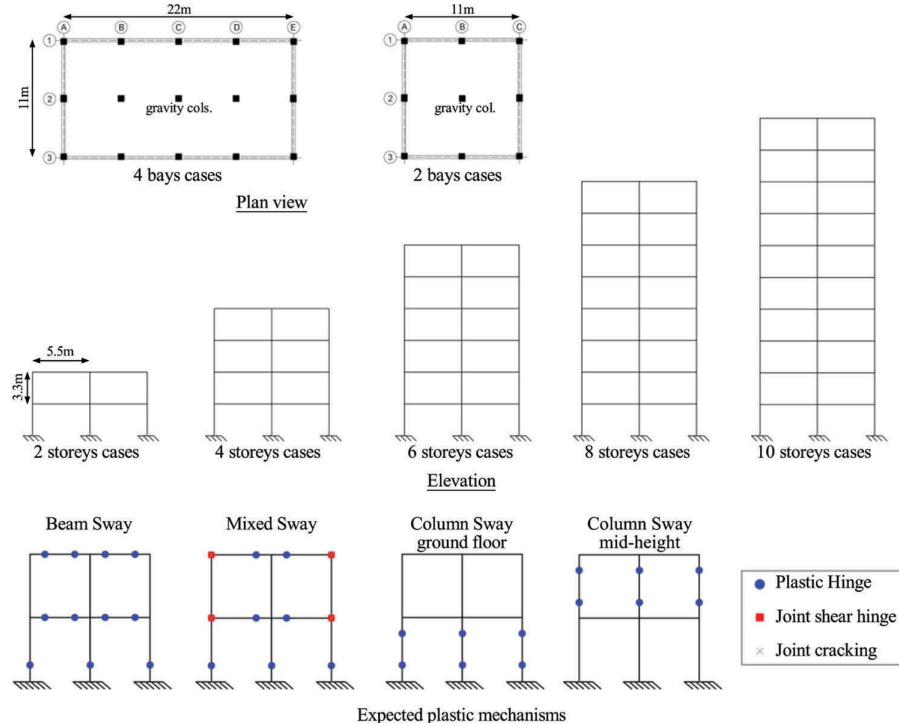 22m
11m
A B C D E
A B C
1
1
11m
2
gravity cols.
2
gravity col.
3
3
4 bays cases
2 bays cases
Plan view
5.5m
3.3m
2 storeys cases
4 storeys cases
6 storeys cases
8 storeys cases
10 storeys cases
Elevation
Beam Sway
Mixed Sway
Column Sway
ground floor
Column Sway
mid-height
Plastic Hinge
Joint shear hinge
Joint cracking
Expected plastic mechanisms